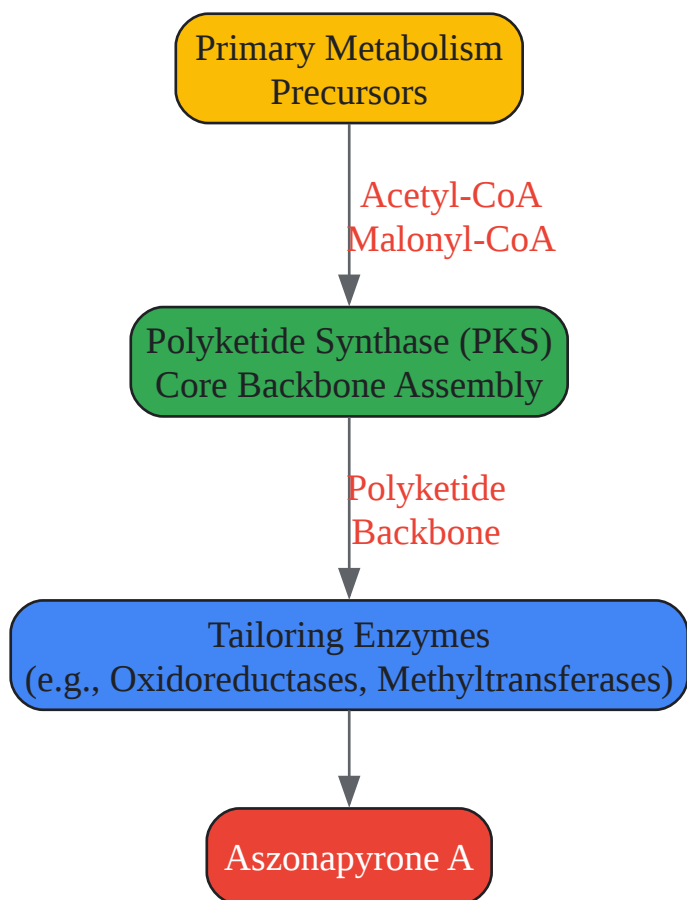 Primary Metabolism
Precursors
Acetyl-CoA
Malonyl-CoA
Polyketide Synthase (PKS)
Core Backbone Assembly
Polyketide
Backbone
Tailoring Enzymes
(e.g., Oxidoreductases, Methyltransferases)
Aszonapyrone A